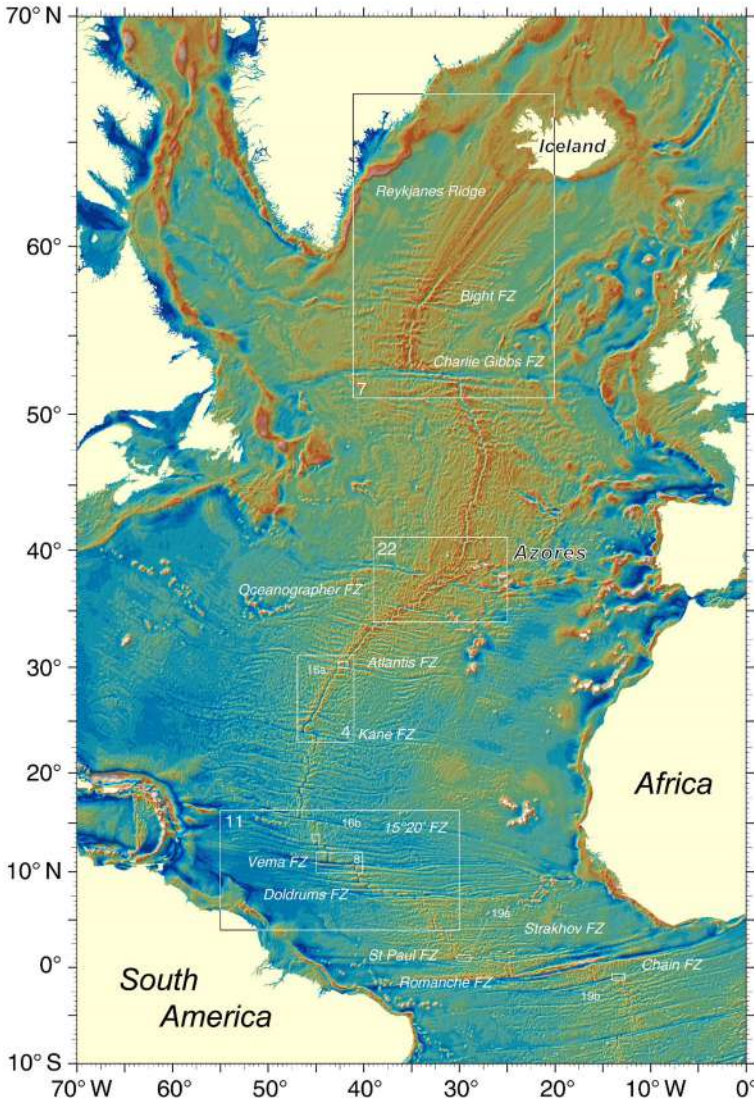 70° N
Iceland
Reykjanes Ridge
60°
Bight FZ
Charlie Gibbs FZ
7
50°
22
40°
Azores
Oceanographer FZ
30°
16a
Atlantis FZ
4
Kane FZ
20°
Africa
11
16b
15°20' FZ
Vema FZ
8
10°
Doldrums FZ
19a
Strakhov FZ
St Paul FZ
0°
Chain FZ
Romanche FZ
19b
South
America
10° S
70° W
60°
50°
40°
30°
20°
10° W
0°